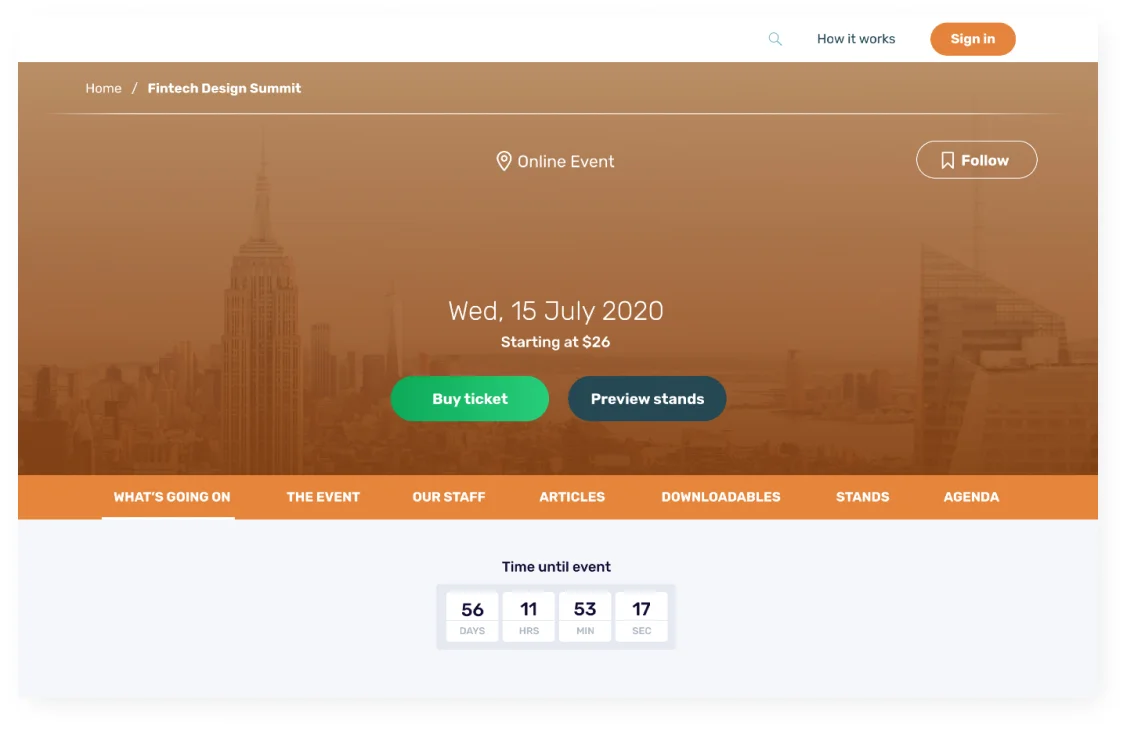 How it works
Sign in
Home / Fintech Design Summit
Online Event
Follow
Wed, 15 July 2020
Starting at $26
Buy ticket
Preview stands
WHAT'S GOING ON
THE EVENT
OUR STAFF
ARTICLES
DOWNLOADABLES
STANDS
AGENDA
Time until event
56 11 53 17
DAYS HRS MIN SEC